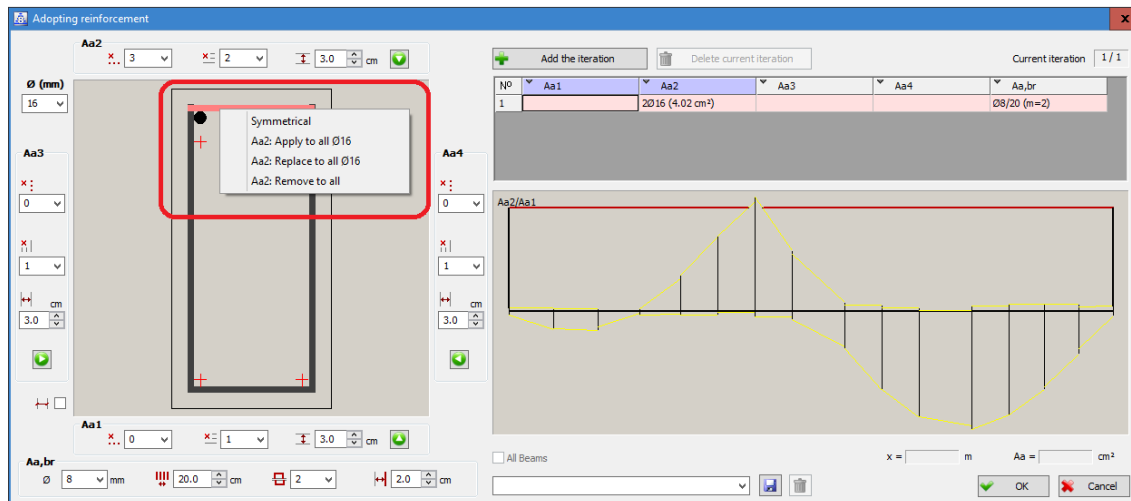 Adopting reinforcement
x
Aa2
3
2
3.0
cm
Ø (mm)
16
Aa3
0
1
cm
3.0
Symmetrical
Aa2: Apply to all Ø16
Aa2: Replace to all Ø16
Aa2: Remove to all
Aa4
0
1
cm
3.0
Aa1
0
1
3.0
cm
Aa,br
Ø 8 mm
20.0 cm
2
2.0 cm
Add the iteration
Delete current iteration
Current iteration 1 / 1
Nº Aa1 Aa2 Aa3 Aa4 Aa,br
1 2Ø16 (4.02 cm²) Ø8/20 (m=2)
Aa2/Aa1
All Beams
x = m Aa = cm²
OK
Cancel